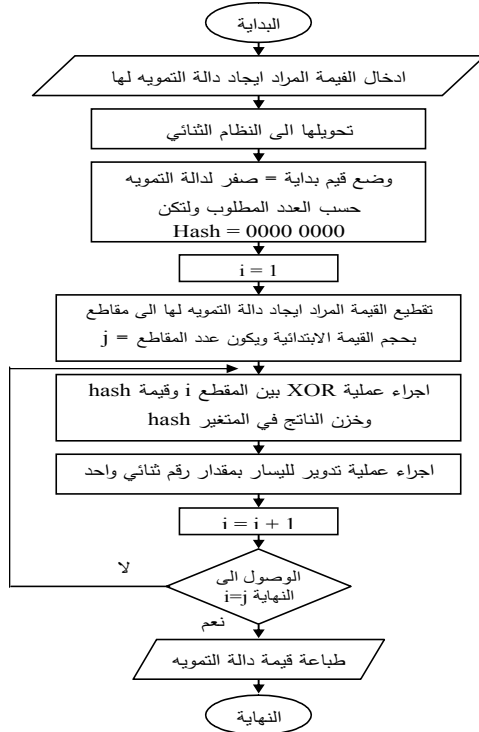 البداية
ادخال القيمة المراد ايجاد دالة التمويه لها
تحويلها الى النظام الثنائي
وضع قيم بداية = صفر لدالة التمويه
حسب العدد المطلوب ولتكن
Hash = 0000 0000
i = 1
تقطيع القيمة المراد ايجاد دالة التمويه لها الى مقاطع
بحجم القيمة الابتدائية ويكون عدد المقاطع = j
اجراء عملية XOR بين المقطع i وقيمة hash
وخزن الناتج في المتغير hash
اجراء عملية تدوير لليسار بمقدار رقم ثنائي واحد
i = i + 1
الوصول الى
النهاية i=j
لا
نعم
طباعة قيمة دالة التمويه
النهاية